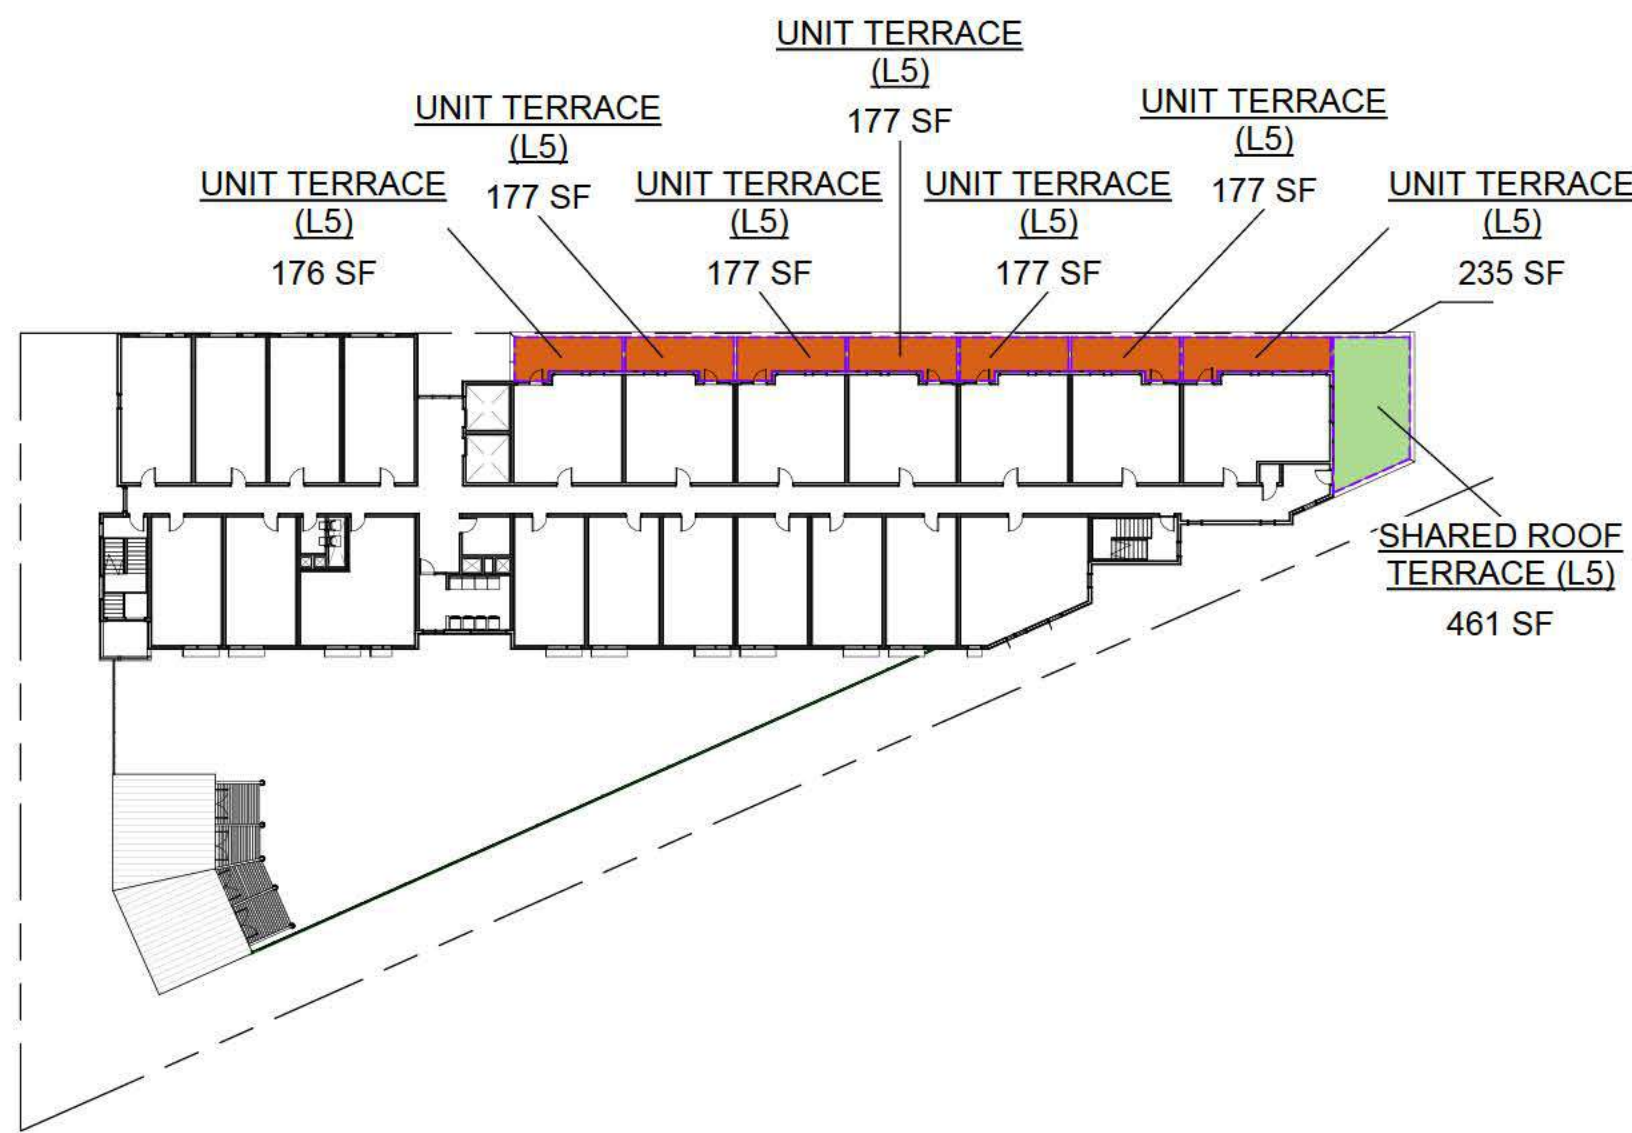 UNIT TERRACE
(L5)
177 SF
UNIT TERRACE
(L5)
177 SF
UNIT TERRACE
(L5)
177 SF
UNIT TERRACE
(L5)
176 SF
UNIT TERRACE
(L5)
177 SF
UNIT TERRACE
(L5)
177 SF
UNIT TERRACE
(L5)
235 SF
SHARED ROOF
TERRACE (L5)
461 SF